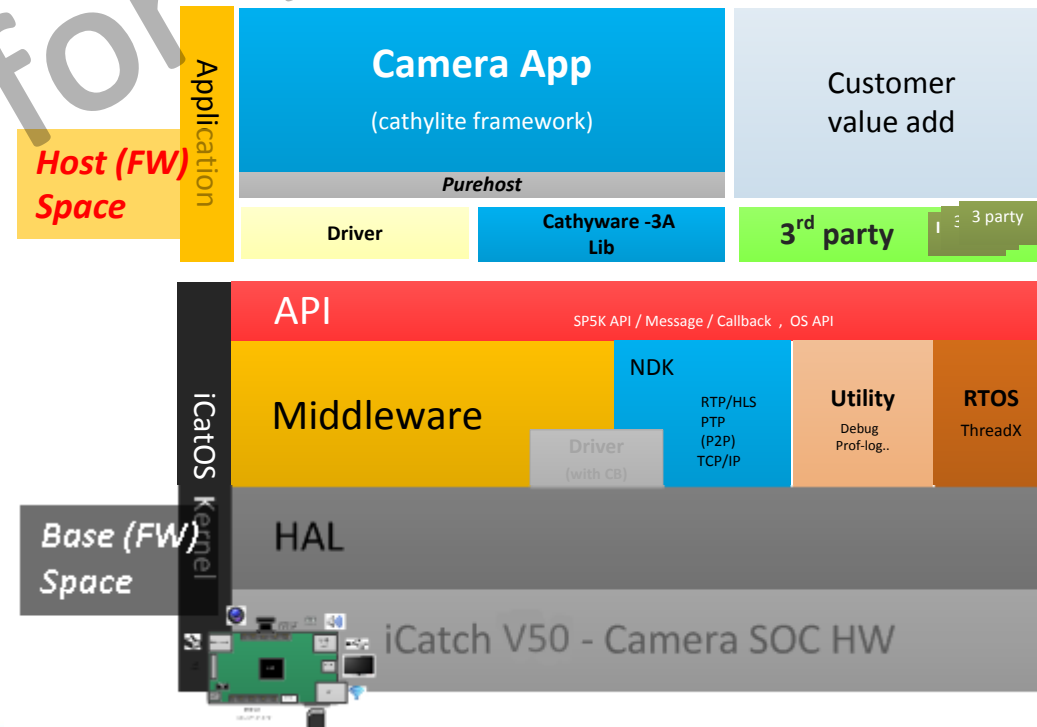 for
Application
Camera App
(cathylite framework)
Customer
value add
Host (FW)
Space
Purehost
Driver
Cathyware -3A
Lib
3rd party
3 party
API
SP5K API / Message / Callback , OS API
iCatOS Kernel
Middleware
NDK
RTP/HLS
PTP
(P2P)
TCP/IP
Driver
(with CB)
Utility
Debug
Prof-log..
RTOS
ThreadX
Base (FW)
Space
HAL
iCatch V50 - Camera SOC HW